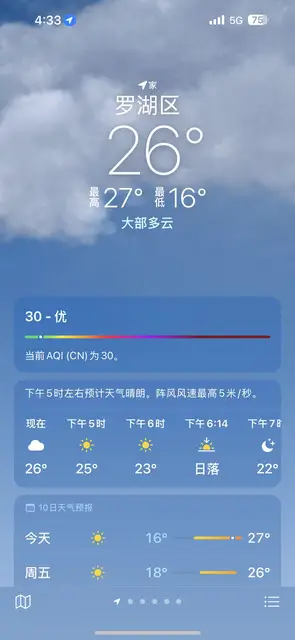 4:33
5G 75
家
罗湖区
26°
最高 27° 最低 16°
大部多云
30 - 优
当前 AQI (CN) 为 30。
下午5时左右预计天气晴朗。阵风风速最高 5 米/秒。
现在 下午5时 下午6时 下午6:14 下午7
26° 25° 23° 日落 22°
10日天气预报
今天 16° 27°
周五 18° 26°